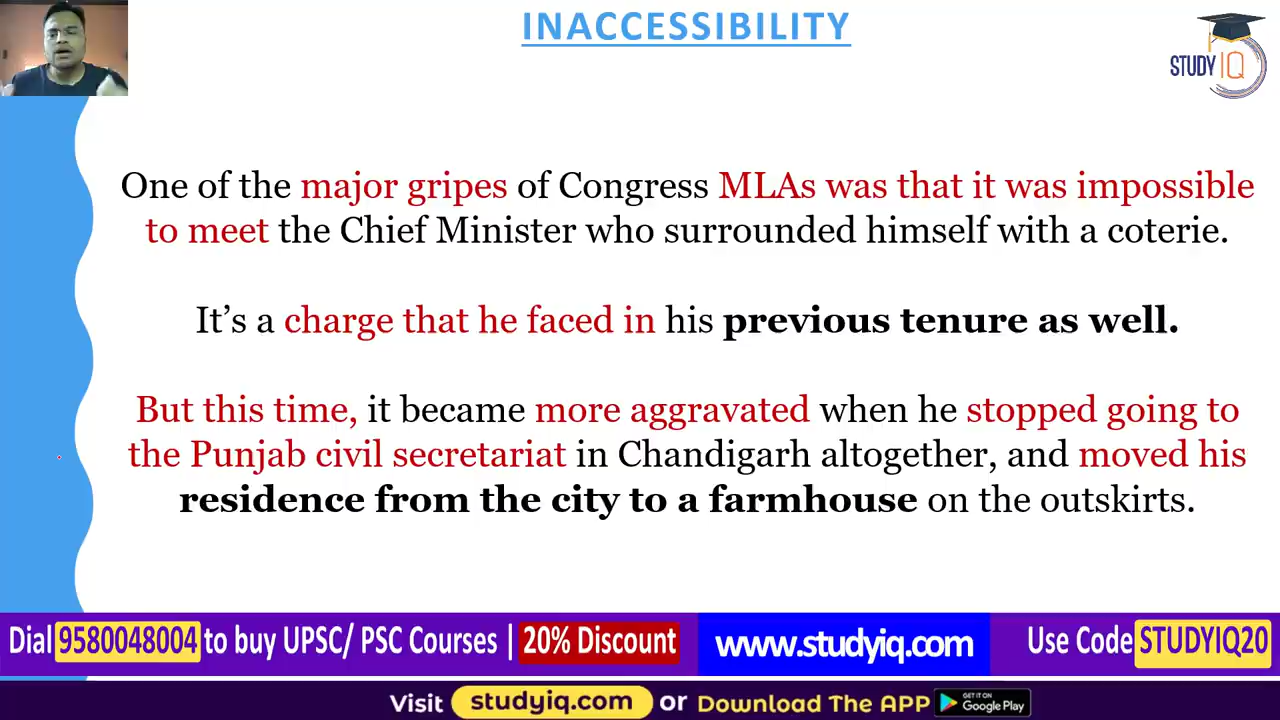 INACCESSIBILITY
STUDY IQ
One of the major gripes of Congress MLAs was that it was impossible
to meet the Chief Minister who surrounded himself with a coterie.
It’s a charge that he faced in his previous tenure as well.
But this time, it became more aggravated when he stopped going to
the Punjab civil secretariat in Chandigarh altogether, and moved his
residence from the city to a farmhouse on the outskirts.
Dial 9580048004 to buy UPSC/ PSC Courses | 20% Discount
www.studyiq.com
Use Code STUDYIQ20
Visit studyiq.com or Download The APP GET IT ON Google Play